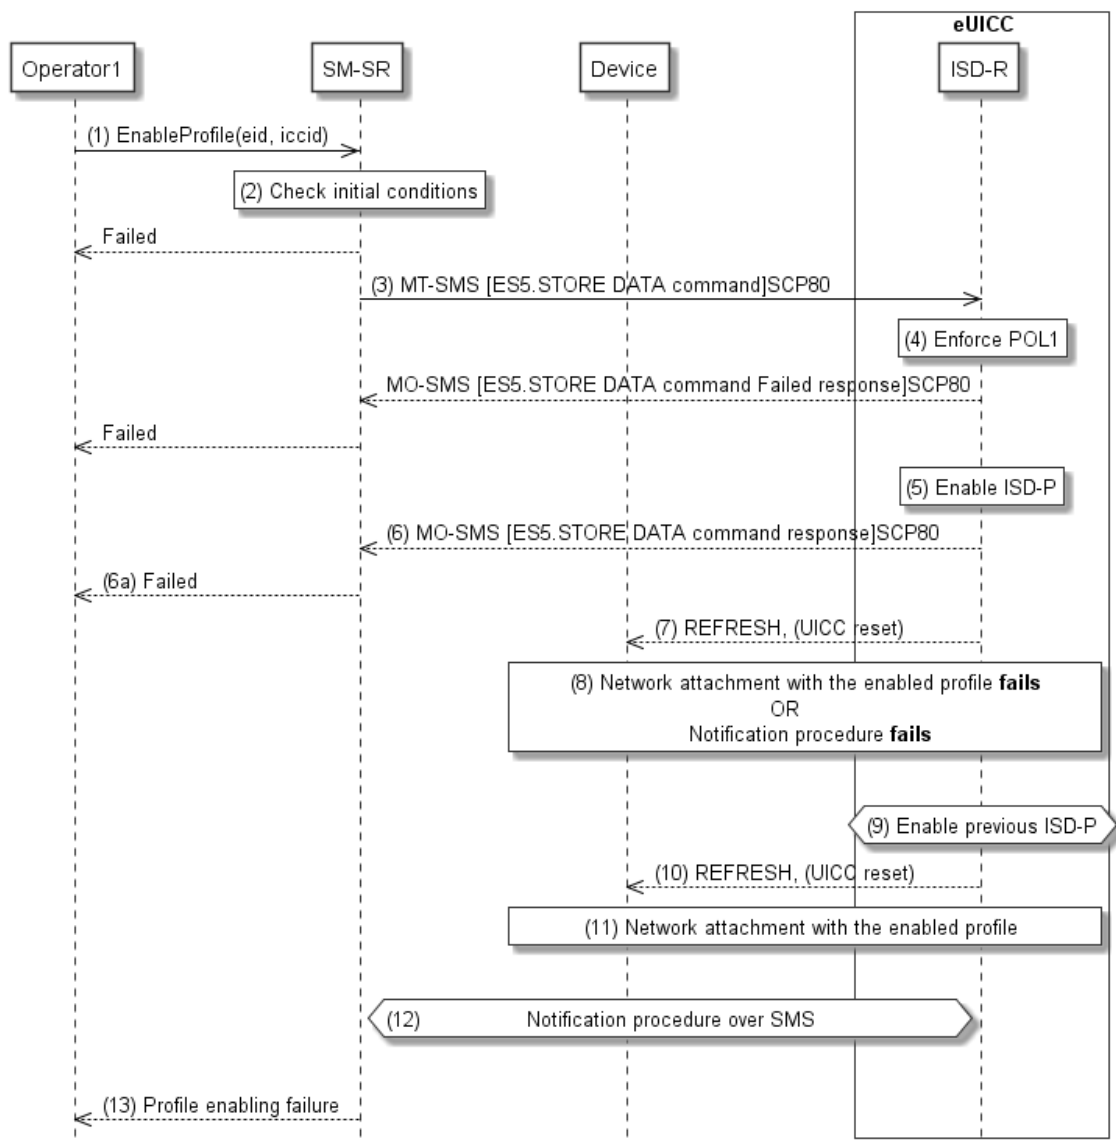 eUICC
Operator1
SM-SR
Device
ISD-R
(1) EnableProfile(eid, iccid)
(2) Check initial conditions
Failed
(3) MT-SMS [ES5.STORE DATA command]SCP80
(4) Enforce POL1
MO-SMS [ES5.STORE DATA command Failed response]SCP80
Failed
(5) Enable ISD-P
(6) MO-SMS [ES5.STORE DATA command response]SCP80
(6a) Failed
(7) REFRESH, (UICC reset)
(8) Network attachment with the enabled profile fails
OR
Notification procedure fails
(9) Enable previous ISD-P
(10) REFRESH, (UICC reset)
(11) Network attachment with the enabled profile
(12) Notification procedure over SMS
(13) Profile enabling failure